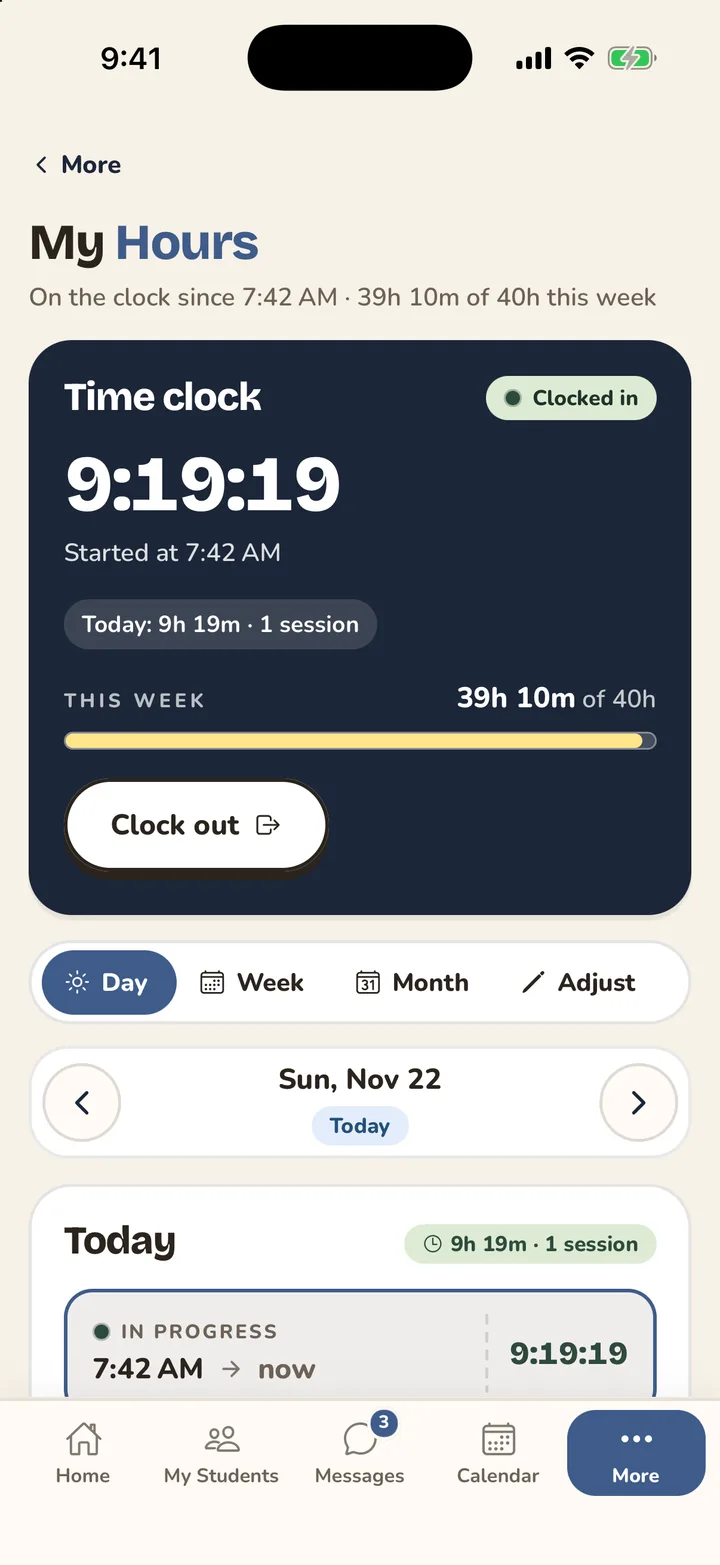 9:41
More
My Hours
On the clock since 7:42 AM · 39h 10m of 40h this week
Time clock
Clocked in
9:19:19
Started at 7:42 AM
Today: 9h 19m · 1 session
THIS WEEK
39h 10m of 40h
Clock out
Day
Week
31
Month
Adjust
Sun, Nov 22
Today
Today
9h 19m · 1 session
IN PROGRESS
7:42 AM → now
9:19:19
Home
My Students
3
Messages
Calendar
More